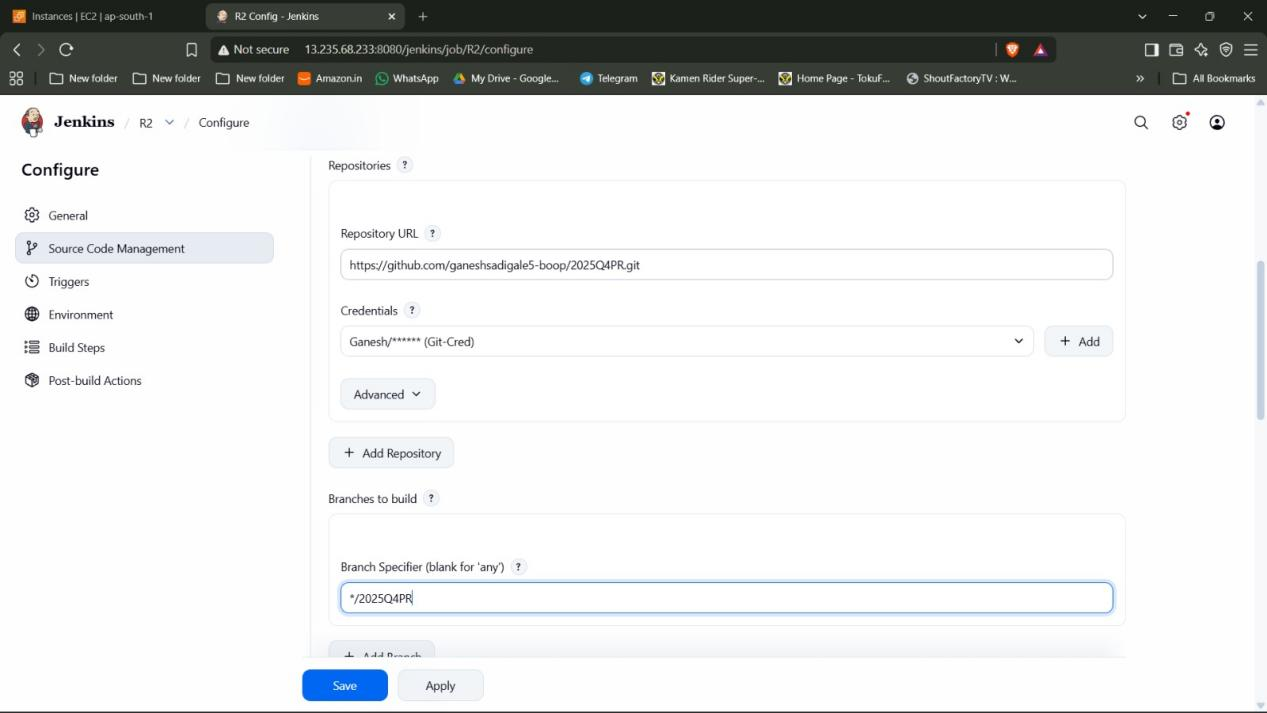 Instances | EC2 | ap-south-1
R2 Config - Jenkins
Not secure 13.235.68.233:8080/jenkins/job/R2/configure
New folder New folder New folder Amazon.in WhatsApp My Drive - Google... Telegram Kamen Rider Super-... Home Page - TokuF... ShoutFactoryTV : W... » All Bookmarks
Jenkins / R2 / Configure
Configure
General
Source Code Management
Triggers
Environment
Build Steps
Post-build Actions
Repositories ?
Repository URL ?
https://github.com/ganeshsadigale5-boop/2025Q4PR.git
Credentials ?
Ganesh/****** (Git-Cred)
+ Add
Advanced
+ Add Repository
Branches to build ?
Branch Specifier (blank for 'any') ?
*/2025Q4PR
+ Add Branch
Save Apply